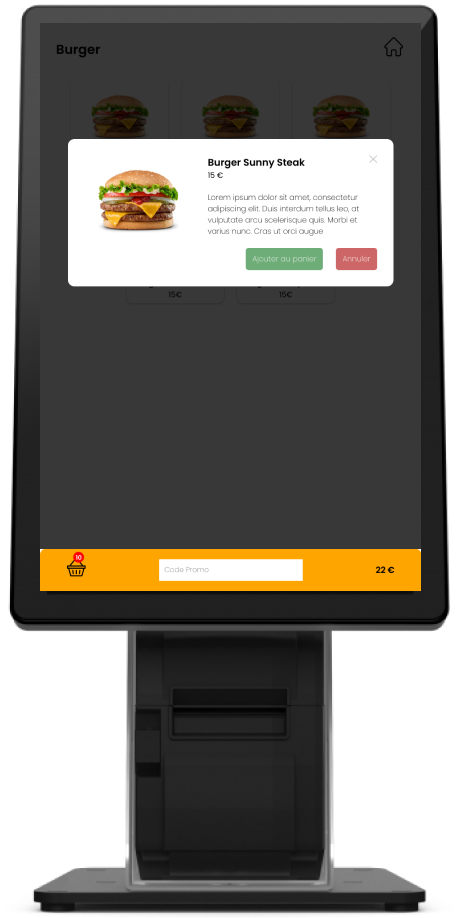 Burger
Burger Sunny Steak
15 €
Lorem ipsum dolor sit amet, consectetur
adipiscing elit. Duis interdum tellus leo, at
vulputate arcu scelerisque quis. Morbi et
varius nunc. Cras ut orci augue
Ajouter au panier
Annuler
15€
15€
10
Code Promo
22 €